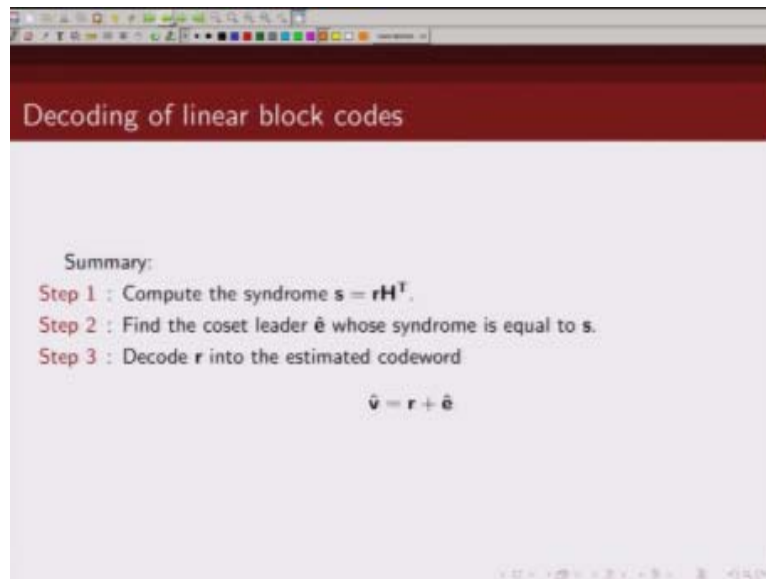 Decoding of linear block codes
Summary:
Step 1 : Compute the syndrome s = rHᵀ.
Step 2 : Find the coset leader ê whose syndrome is equal to s.
Step 3 : Decode r into the estimated codeword
v̂ = r + ê